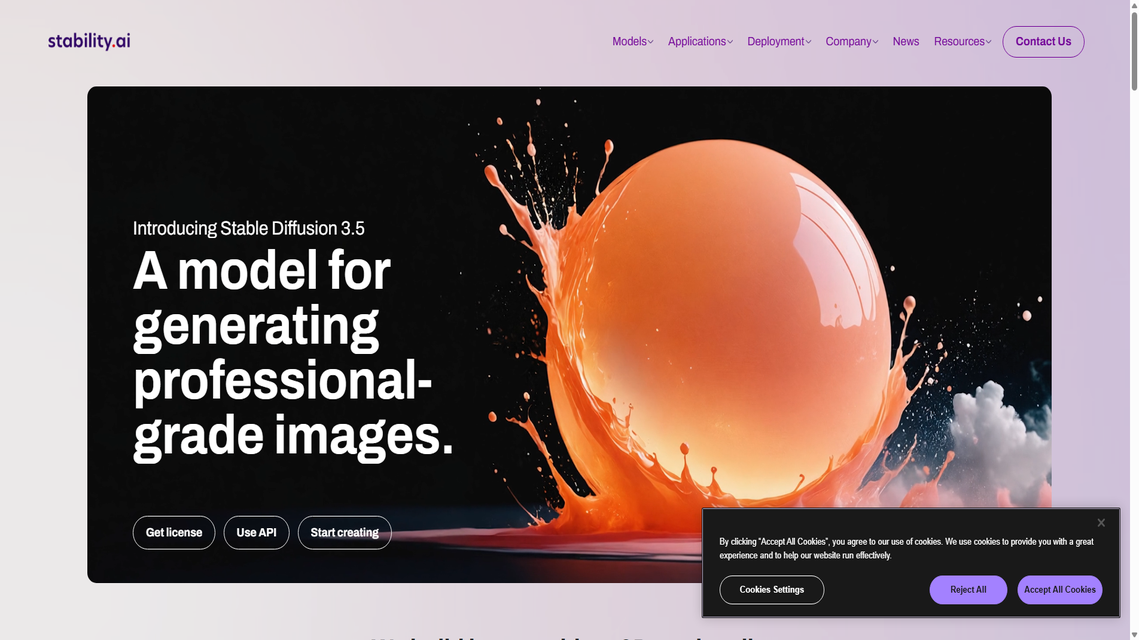 stability.ai
Models
Applications
Deployment
Company
News
Resources
Contact Us
Introducing Stable Diffusion 3.5
A model for
generating
professional-
grade images.
Get license
Use API
Start creating
By clicking "Accept All Cookies", you agree to our use of cookies. We use cookies to provide you with a great
experience and to help our website run effectively.
Cookies Settings
Reject All
Accept All Cookies